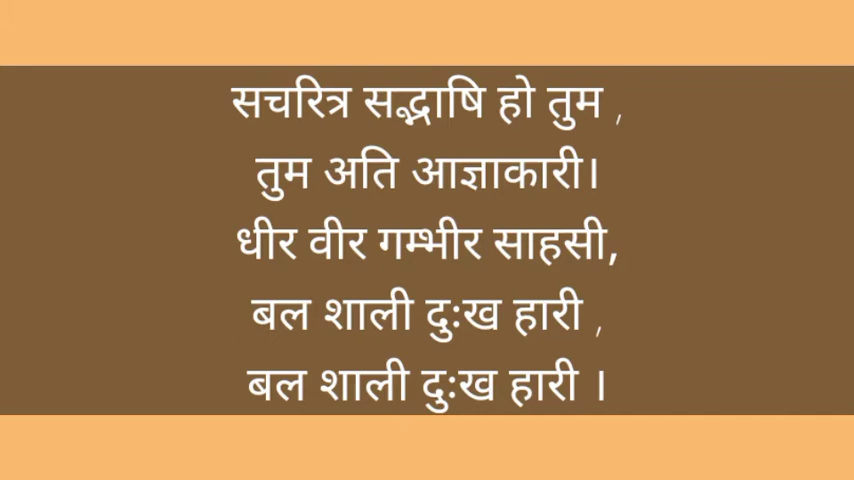 सचरित्र सद्भाषि हो तुम ,
तुम अति आज्ञाकारी।
धीर वीर गम्भीर साहसी,
बल शाली दुःख हारी ,
बल शाली दुःख हारी ।